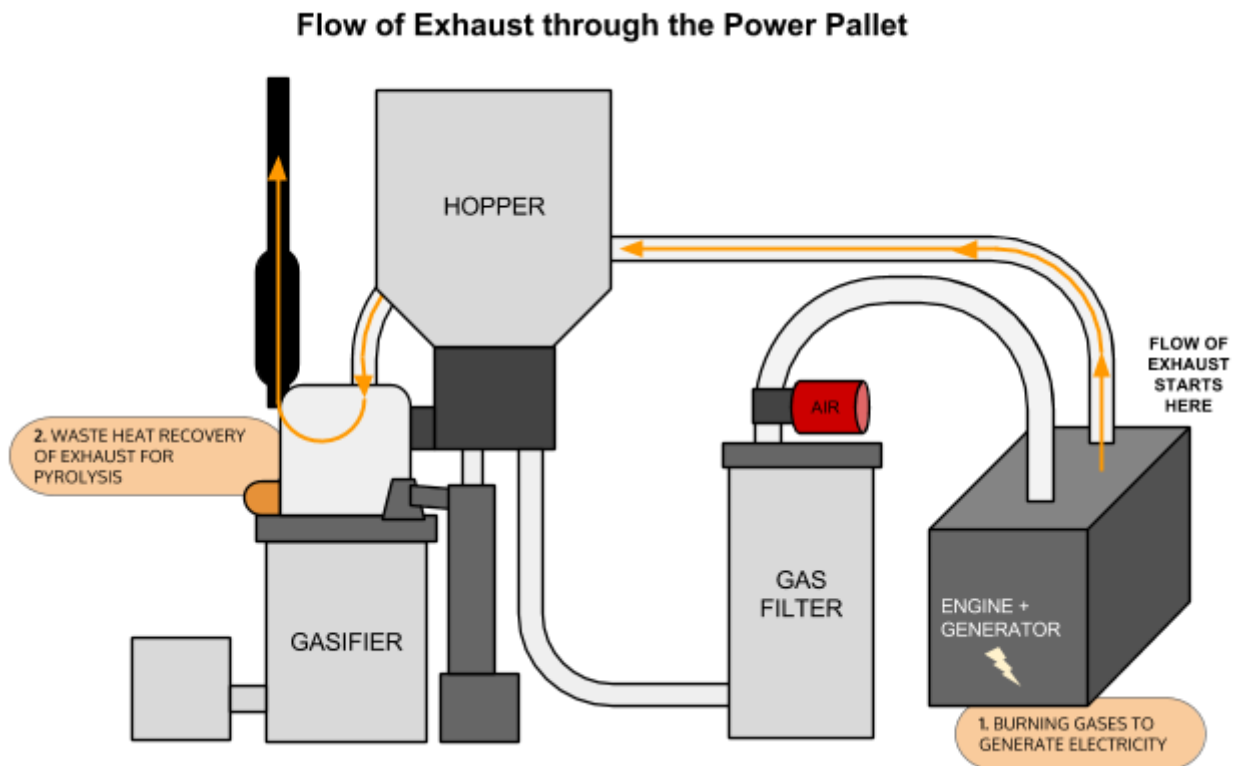 Flow of Exhaust through the Power Pallet
HOPPER
FLOW OF
EXHAUST
STARTS
HERE
AIR
2. WASTE HEAT RECOVERY
OF EXHAUST FOR
PYROLYSIS
GAS
FILTER
ENGINE +
GENERATOR
GASIFIER
1. BURNING GASES TO
GENERATE ELECTRICITY